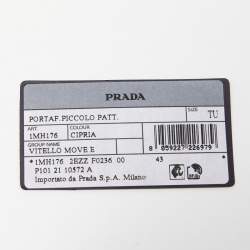 PRADA
PORTAF.PICCOLO PATT.
SIZE
TU
ART. COLOUR
1MH176 CIPRIA
GROUP NAME
VITELLO MOVE E
8 059227 226979
*1MH176 2EZZ F0236 00 43
P101 21 10572 A
Importato da Prada S.p.A. Milano